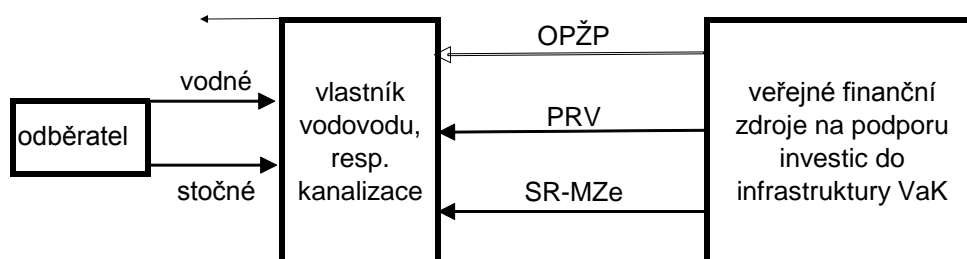 OPŽP
vodné
vlastník
vodovodu,
resp.
kanalizace
veřejné finanční
zdroje na podporu
investic do
infrastruktury VaK
odběratel
PRV
stočné
SR-MZe